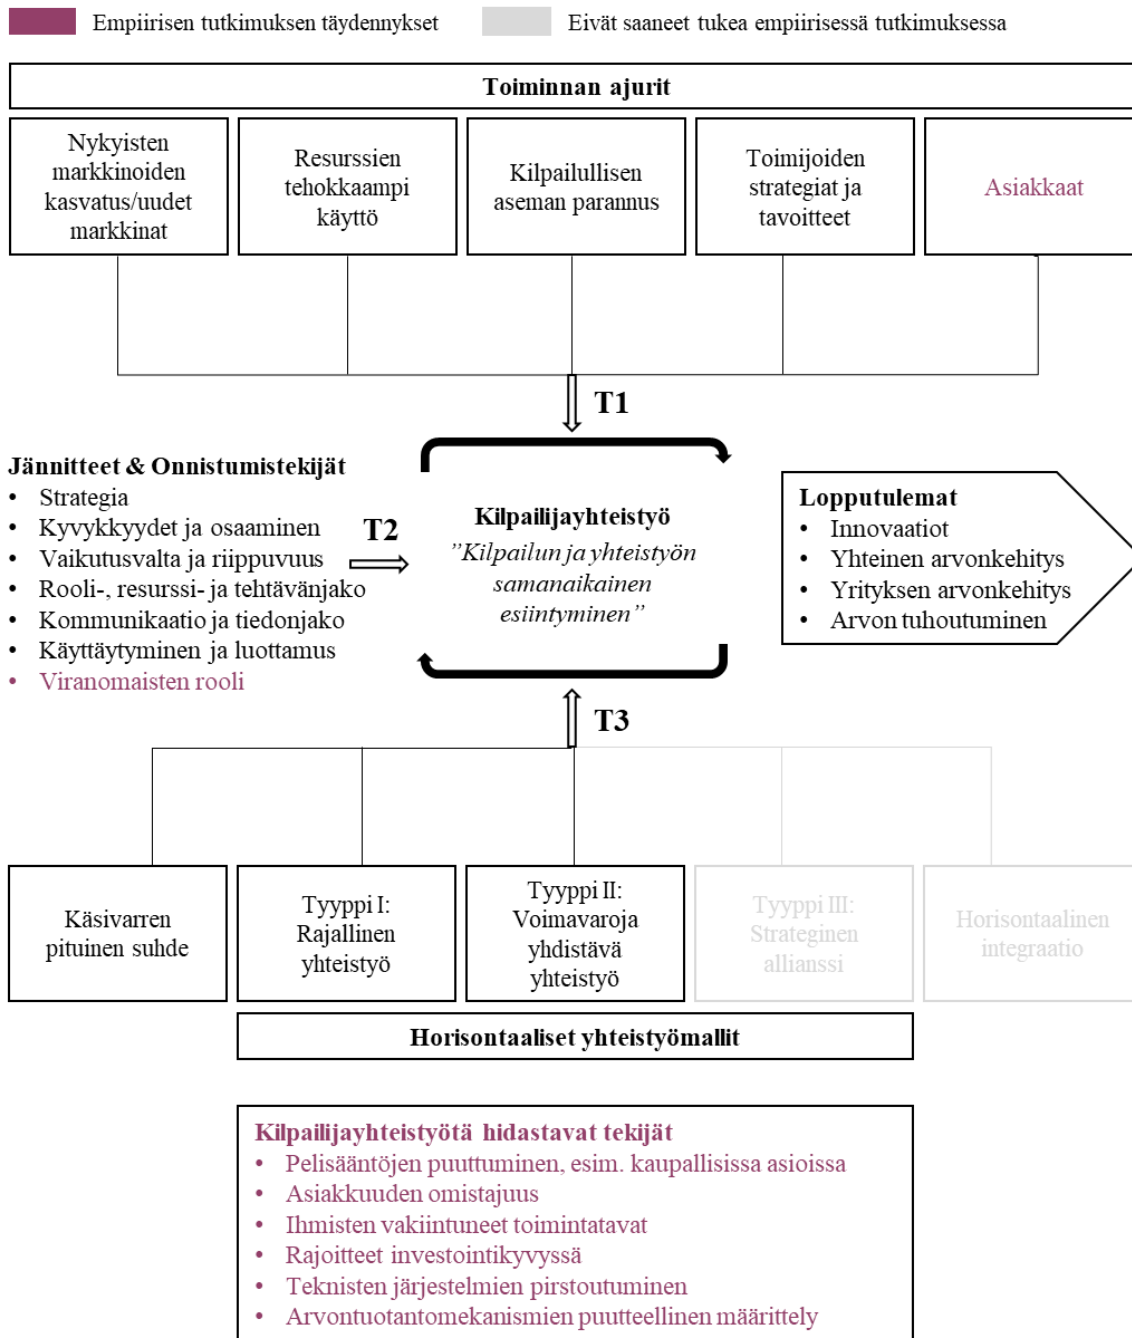 Empiirisen tutkimuksen täydennykset
Eivät saaneet tukea empiirisessä tutkimuksessa
Toiminnan ajurit
Nykyisten
markkinoiden
kasvatus/uudet
markkinat
Resurssien
tehokkaampi
käyttö
Kilpailullisen
aseman parannus
Toimijoiden
strategiat ja
tavoitteet
Asiakkaat
T1
Jännitteet & Onnistumistekijät
• Strategia
• Kyvykkyydet ja osaaminen
• Vaikutusvalta ja riippuvuus
• Rooli-, resurssi- ja tehtävänjako
• Kommunikaatio ja tiedonjako
• Käyttäytyminen ja luottamus
• Viranomaisten rooli
T2
Kilpailijayhteistyö
”Kilpailun ja yhteistyön
samanaikainen
esiintyminen”
Lopputulemat
• Innovaatiot
• Yhteinen arvonkehitys
• Yrityksen arvonkehitys
• Arvon tuhoutuminen
T3
Käsivarren
pituinen suhde
Tyyppi I:
Rajallinen
yhteistyö
Tyyppi II:
Voimavaroja
yhdistävä
yhteistyö
Tyyppi III:
Strateginen
allianssi
Horisontaalinen
integraatio
Horisontaaliset yhteistyömallit
Kilpailijayhteistyötä hidastavat tekijät
• Pelisääntöjen puuttuminen, esim. kaupallisissa asioissa
• Asiakkuuden omistajuus
• Ihmisten vakiintuneet toimintatavat
• Rajoitteet investointikyvyssä
• Teknisten järjestelmien pirstoutuminen
• Arvontuotantomekanismien puutteellinen määrittely